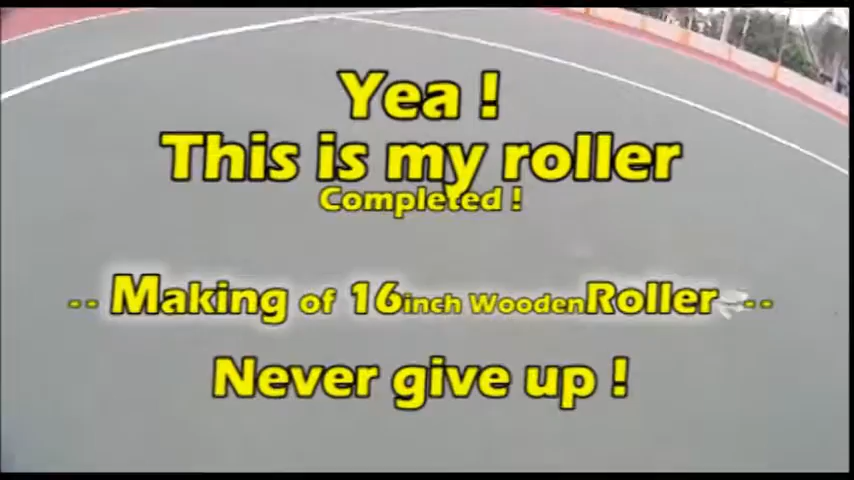 Yea !
This is my roller
Completed !
-- Making of 16inch WoodenRoller --
Never give up !